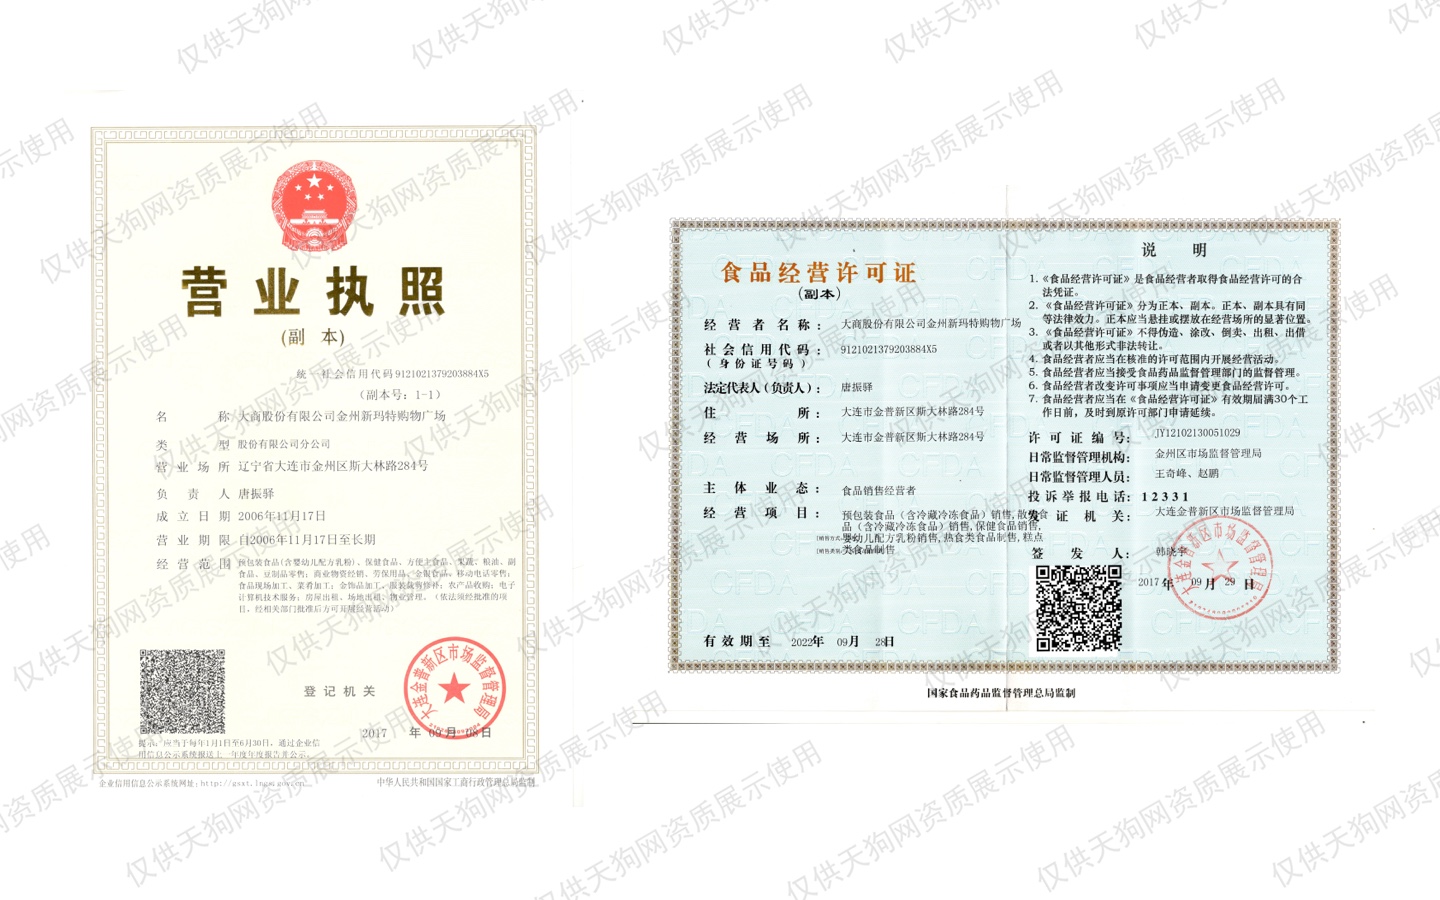 营业执照
(副 本)
统一社会信用代码9121021379203884X5
（副本号：1-1）
名 称 大商股份有限公司金州新玛特购物广场
类 型 股份有限公司分公司
营业场所 辽宁省大连市金州区斯大林路284号
负 责 人 唐振驿
成立日期 2006年11月17日
营业期限 自2006年11月17日至长期
经营范围 预包装食品(含婴幼儿配方乳粉)、保健食品、方便主食品、果蔬、粮油、副
食品、豆制品零售；商业物资经销、劳保用品、金银食品、移动电话零售；
食品现场加工、菜肴加工；金饰品加工、服装裁剪修补；农产品收购；电子
计算机技术服务；房屋出租、场地出租、物业管理。（依法须经批准的项
目，经相关部门批准后方可开展经营活动）
登记机关
大连金普新区市场监督管理局
2017 年 09 月 08 日
提示：应当于每年1月1日至6月30日，通过企业信
用信息公示系统报送上一年度年度报告并公示。
企业信用信息公示系统网址：http://gsxt.lngs.gov.cn
中华人民共和国国家工商行政管理总局监制
食品经营许可证
(副本)
经营者名称： 大商股份有限公司金州新玛特购物广场
社会信用代码： 9121021379203884X5
(身份证号码)
法定代表人(负责人)： 唐振驿
住 所： 大连市金普新区斯大林路284号
经营场所： 大连市金普新区斯大林路284号
主体业态： 食品销售经营者
经营项目： 预包装食品（含冷藏冷冻食品）销售,散装食
品（含冷藏冷冻食品）销售,保健食品销售,
婴幼儿配方乳粉销售,热食类食品制售,糕点
类食品制售
有效期至 2022年 09月 28日
说 明
1.《食品经营许可证》是食品经营者取得食品经营许可的合
法凭证。
2.《食品经营许可证》分为正本、副本。正本、副本具有同
等法律效力。正本应当悬挂或摆放在经营场所的显著位置。
3.《食品经营许可证》不得伪造、涂改、倒卖、出租、出借
或者以其他形式非法转让。
4. 食品经营者应当在核准的许可范围内开展经营活动。
5. 食品经营者应当接受食品药品监督管理部门的监督管理。
6. 食品经营者改变许可事项应当申请变更食品经营许可。
7. 食品经营者应当在《食品经营许可证》有效期届满30个工
作日前，及时到原许可部门申请延续。
许可证编号： JY12102130051029
日常监督管理机构： 金州区市场监督管理局
日常监督管理人员： 王奇峰、赵鹏
投诉举报电话：12331
发证机关： 大连金普新区市场监督管理局
签 发 人： 韩晓军
大连金普新区市场监督管理局
2017 年 09 月 29 日
国家食品药品监督管理总局监制
仅供天狗网资质展示使用